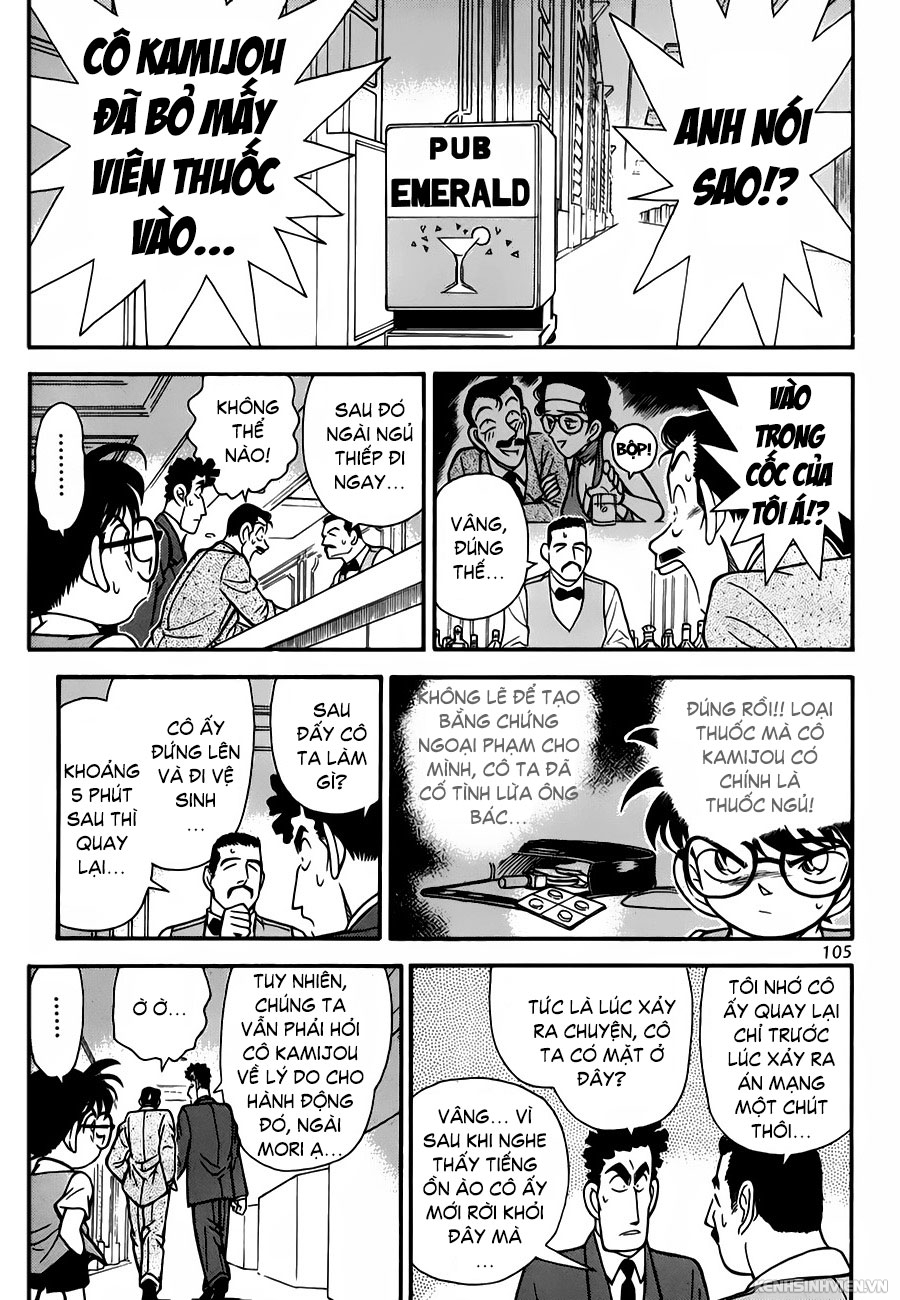 ANH NÓI
SAO!?
CÔ KAMIJOU
ĐÃ BỎ MẤY
VIÊN THUỐC
VÀO...
PUB
EMERALD
VÀO
TRONG
CỐC CỦA
TÔI Á!?
BỘP!
VÂNG,
ĐÚNG
THẾ...
SAU ĐÓ
NGÀI NGỦ
THIẾP ĐI
NGAY...
KHÔNG
THỂ
NÀO!
........
ĐÚNG RỒI!! LOẠI
THUỐC MÀ CÔ
KAMIJOU CÓ
CHÍNH LÀ
THUỐC NGỦ!
KHÔNG LẼ ĐỂ TẠO
BẰNG CHỨNG
NGOẠI PHẠM CHO
MÌNH, CÔ TA ĐÃ
CỐ TÌNH LỪA ÔNG
BÁC...
SAU
ĐẤY CÔ
TA LÀM
GÌ?
CÔ ẤY
ĐỨNG LÊN
VÀ ĐI VỆ
SINH
...
KHOẢNG
5 PHÚT
SAU THÌ
QUAY
LẠI...
105
TÔI NHỚ CÔ
ẤY QUAY LẠI
CHỈ TRƯỚC
LÚC XẢY RA
ÁN MẠNG
MỘT CHÚT
THÔI...
TỨC LÀ LÚC XẢY
RA CHUYỆN, CÔ
TA CÓ MẶT Ở
ĐÂY?
VÂNG... VÌ
SAU KHI NGHE
THẤY TIẾNG
ỒN ÀO CÔ ẤY
MỚI RỜI KHỎI
ĐÂY MÀ
...
TUY NHIÊN,
CHÚNG TA
VẪN PHẢI HỎI
CÔ KAMIJOU
VỀ LÝ DO CHO
HÀNH ĐỘNG
ĐÓ, NGÀI
MORI Ạ...
Ờ Ờ...
........
XENHSINHVIEN.VN